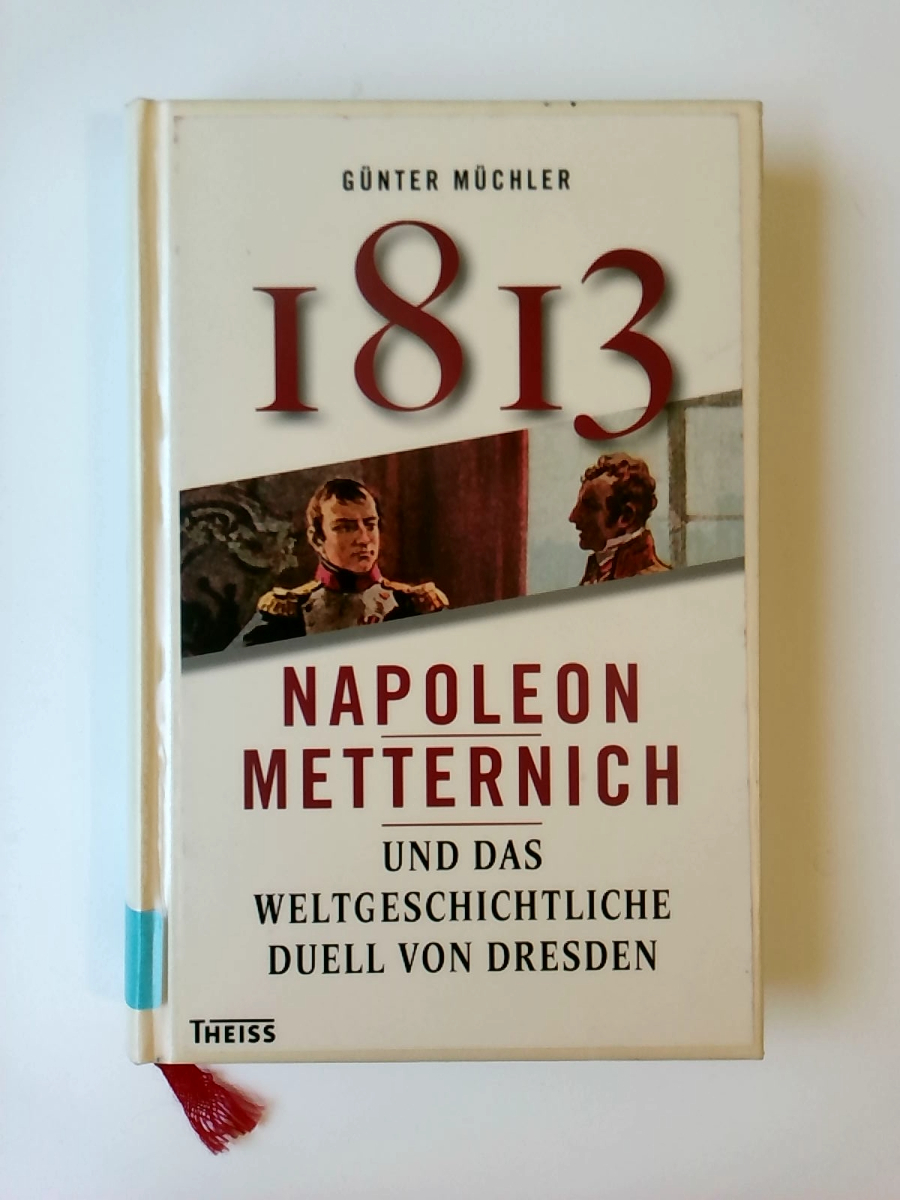 GÜNTER MÜCHLER
1813
NAPOLEON
METTERNICH
UND DAS
WELTGESCHICHTLICHE
DUELL VON DRESDEN
THEISS